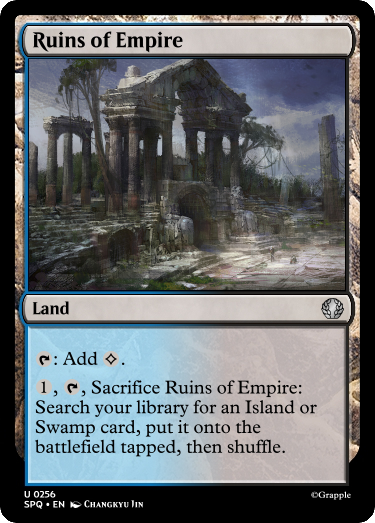 Ruins of Empire
Land
: Add .
1, , Sacrifice Ruins of Empire:
Search your library for an Island or
Swamp card, put it onto the
battlefield tapped, then shuffle.
U 0256
SPQ • EN Changkyu Jin
©Grapple